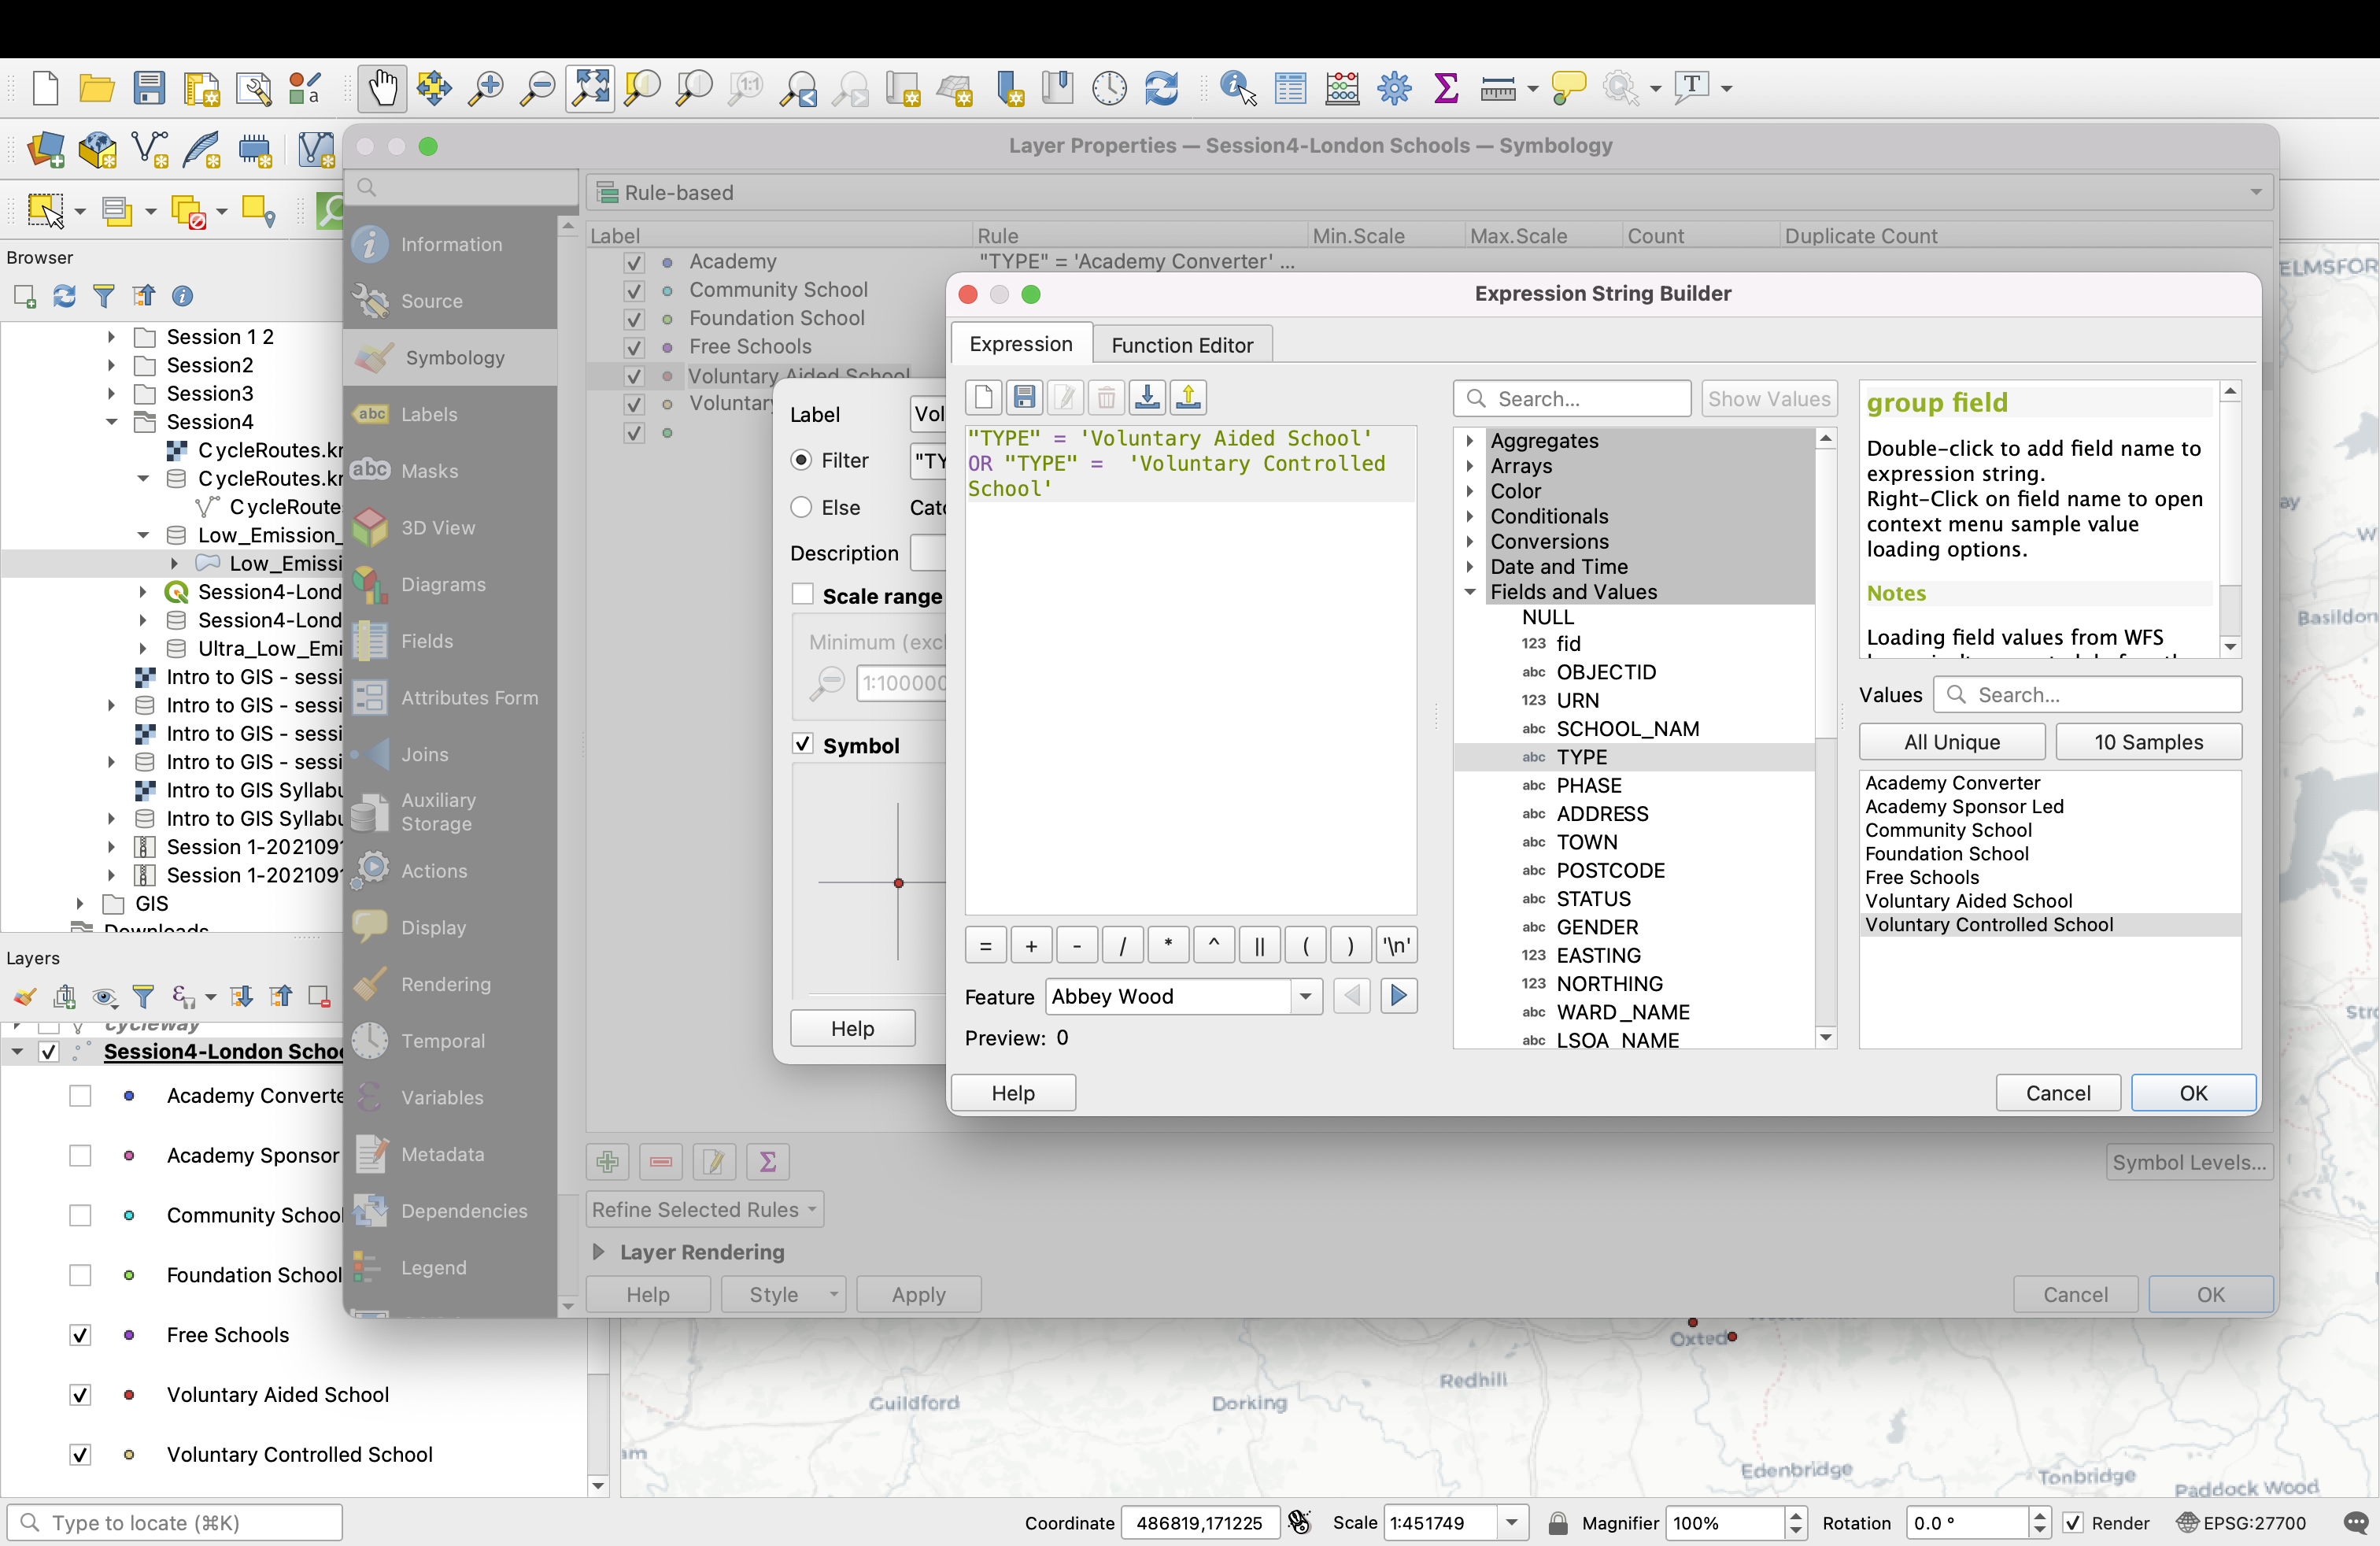 Layer Properties — Session4-London Schools — Symbology
Rule-based
Browser
Session 1 2
Session2
Session3
Session4
CycleRoutes.kr
CycleRoutes.kr
CycleRoute
Low_Emission_
Low_Emissi
Session4-Lond
Session4-Lond
Ultra_Low_Emi
Intro to GIS - sessi
Intro to GIS - sessi
Intro to GIS - sessi
Intro to GIS - sessi
Intro to GIS Syllabu
Intro to GIS Syllabu
Session 1-202109
Session 1-202109
GIS
Downloads
Layers
cycleway
Session4-London Schoo
Academy Converte
Academy Sponsor
Community School
Foundation School
Free Schools
Voluntary Aided School
Voluntary Controlled School
Information
Source
Symbology
abc Labels
abc Masks
3D View
Diagrams
Fields
Attributes Form
Joins
Auxiliary
Storage
Actions
Display
Rendering
Temporal
Variables
Metadata
Dependencies
Legend
Label Rule Min.Scale Max.Scale Count Duplicate Count
Academy "TYPE" = 'Academy Converter' ...
Community School
Foundation School
Free Schools
Voluntary Aided School
Voluntary
Label Vol
Filter "TY
Else Catc
Description
Scale range
Minimum (excl
1:100000
Symbol
Help
Expression String Builder
Expression Function Editor
"TYPE" = 'Voluntary Aided School'
OR "TYPE" =  'Voluntary Controlled
School'
= + - / * ^ || ( ) '\n'
Feature Abbey Wood
Preview: 0
Help
Search... Show Values
Aggregates
Arrays
Color
Conditionals
Conversions
Date and Time
Fields and Values
NULL
123 fid
abc OBJECTID
123 URN
abc SCHOOL_NAM
abc TYPE
abc PHASE
abc ADDRESS
abc TOWN
abc POSTCODE
abc STATUS
abc GENDER
123 EASTING
123 NORTHING
abc WARD_NAME
abc LSOA_NAME
group field
Double-click to add field name to
expression string.
Right-Click on field name to open
context menu sample value
loading options.
Notes
Loading field values from WFS
Values Search...
All Unique 10 Samples
Academy Converter
Academy Sponsor Led
Community School
Foundation School
Free Schools
Voluntary Aided School
Voluntary Controlled School
Cancel OK
Symbol Levels...
Refine Selected Rules
Layer Rendering
Help Style Apply Cancel OK
ELMSFOR
ay
W
Basildon
Stro
Oxted
Redhill
Guildford
Dorking
am
Edenbridge
Tonbridge
Paddock Wood
Type to locate (⌘K)
Coordinate 486819,171225 Scale 1:451749 Magnifier 100% Rotation 0.0 ° Render EPSG:27700